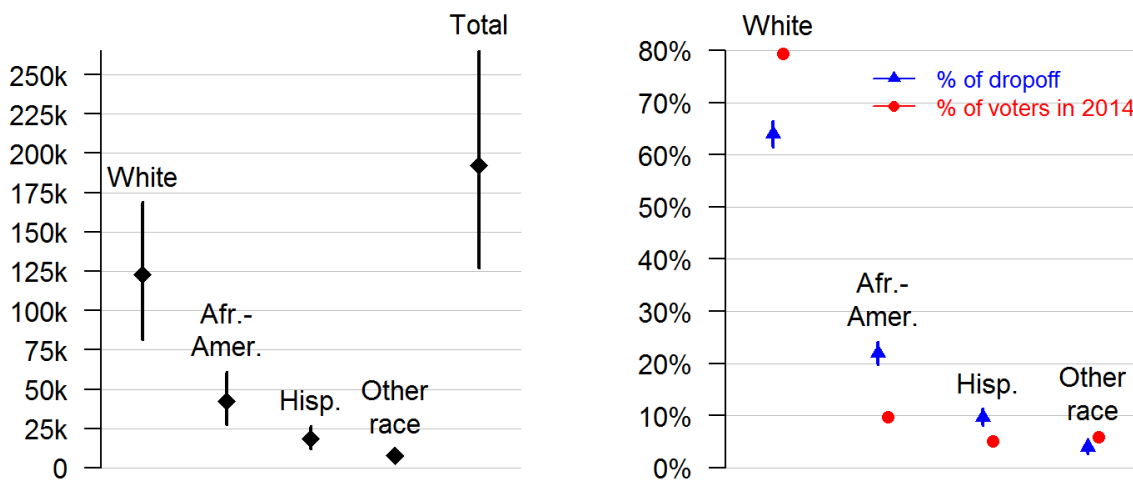 Total
250k
225k
200k
White
175k
150k
125k
100k
Afr.-
Amer.
75k
50k
Hisp.
Other
race
25k
0
White
80%
% of dropoff
70%
% of voters in 2014
60%
50%
40%
Afr.-
Amer.
30%
20%
Hisp.
Other
race
10%
0%